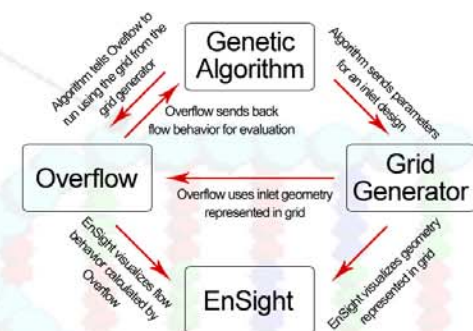 Genetic
Algorithm
Algorithm tells Oveflow to
run using the grid from the
grid generator
Algorithm sends parameters
for an inlet design
Overflow sends back
flow behavior for evaluation
Overflow
Grid
Generator
Overflow uses inlet geometry
represented in grid
EnSight visualizes flow
behavior calculated by
Overflow
EnSight visualizes geometry
represented in grid
EnSight